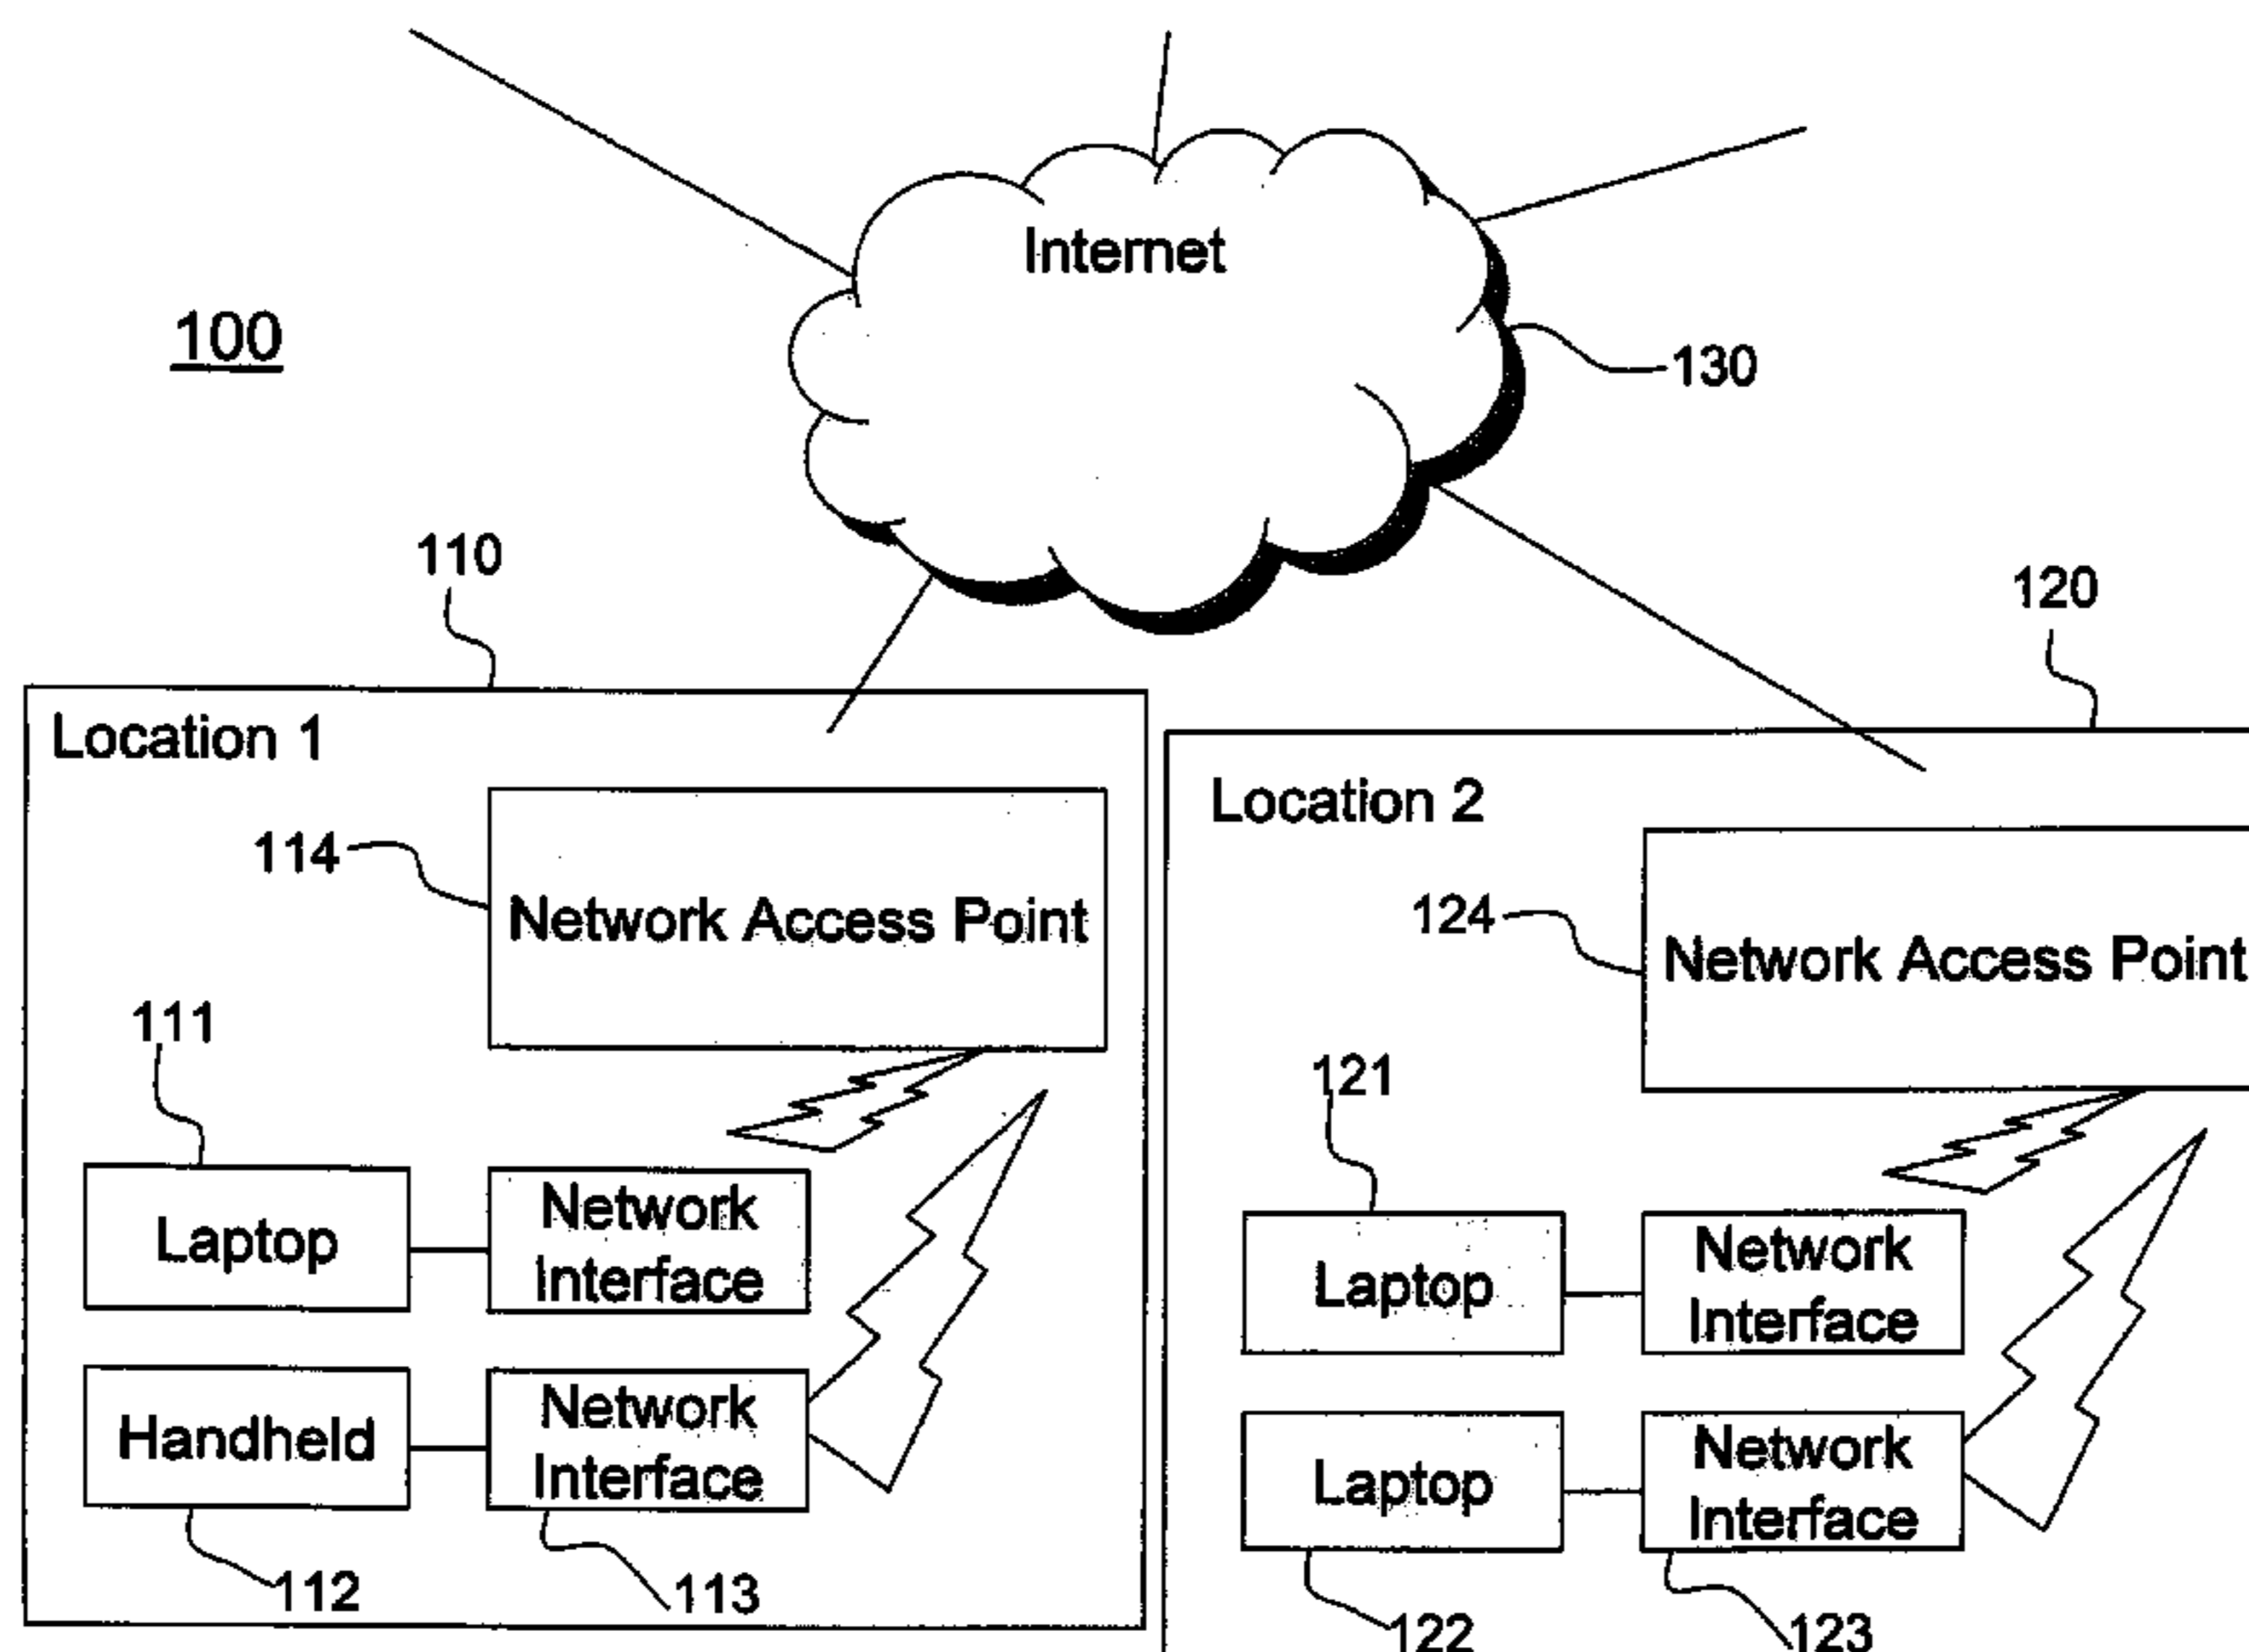 Internet
100
130
110
120
Location 1
Location 2
114
Network Access Point
124
Network Access Point
111
121
Laptop
Network
Interface
Laptop
Network
Interface
Handheld
Network
Interface
Laptop
Network
Interface
112
113
122
123